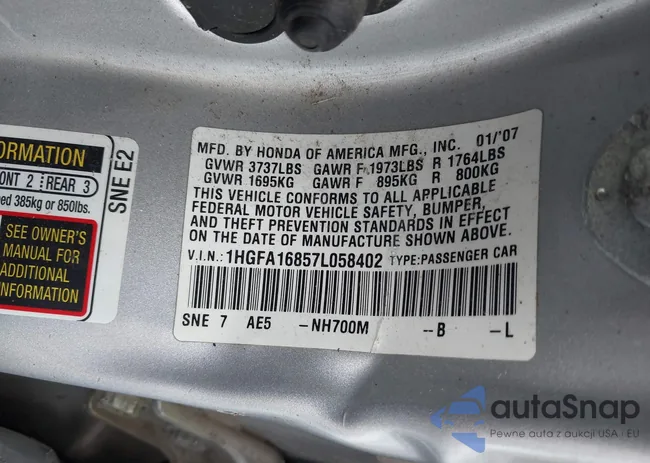 ORMATION
ONT 2 REAR 3
ed 385kg or 850lbs.
SEE OWNER'S
MANUAL FOR
ADDITIONAL
INFORMATION
SNE E2
MFD. BY HONDA OF AMERICA MFG., INC. 01/'07
GVWR 3737LBS GAWR F 1973LBS R 1764LBS
GVWR 1695KG GAWR F 895KG R 800KG
THIS VEHICLE CONFORMS TO ALL APPLICABLE
FEDERAL MOTOR VEHICLE SAFETY, BUMPER,
THEFT PREVENTION STANDARDS IN EFFECT
ON THE DATE OF MANUFACTURE SHOWN ABOVE.
V.I.N.: 1HGFA16857L058402 TYPE:PASSENGER CAR
SNE 7 AE5 -NH700M --B -L
autaSnap
Pewne auta z aukcji USA i EU